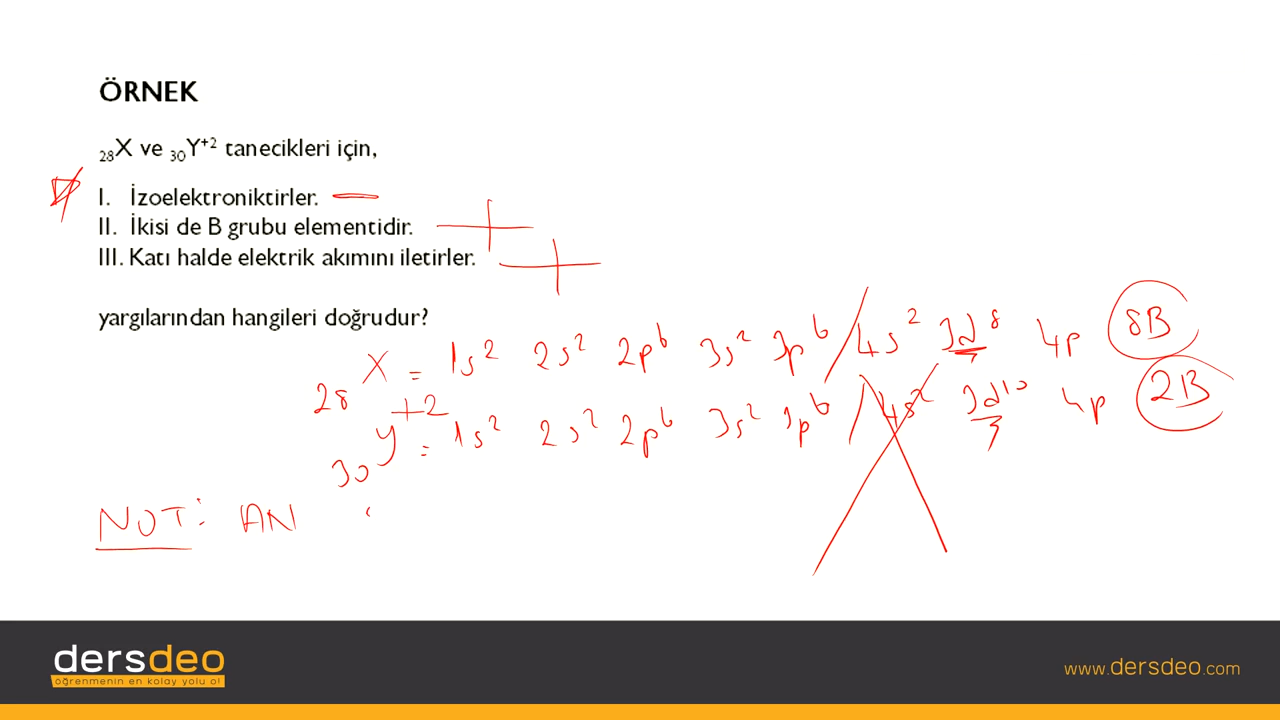 ÖRNEK
₂₈X ve ₃₀Y⁺² tanecikleri için,
I. İzoelektroniktirler. —
II. İkisi de B grubu elementidir. +
III. Katı halde elektrik akımını iletirler. +
yargılarından hangileri doğrudur?
₂₈X = 1s² 2s² 2p⁶ 3s² 3p⁶ / 4s² 3d⁸ 4p 8B
₃₀Y⁺² = 1s² 2s² 2p⁶ 3s² 3p⁶ / 4s² 3d¹⁰ 4p 2B
NOT: AN
dersdeo
öğrenmenin en kolay yolu o!
www.dersdeo.com